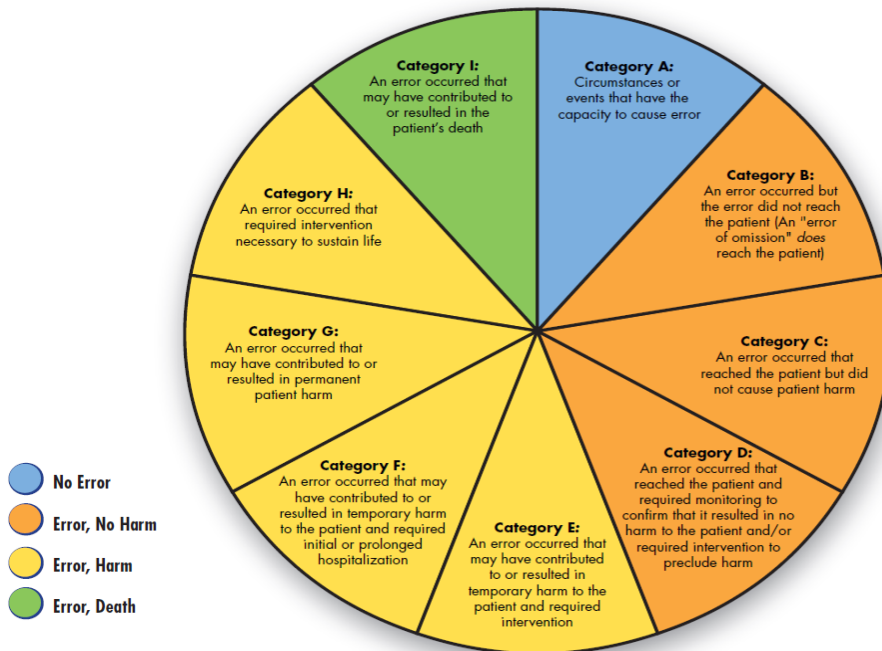 Category I:
An error occurred that
may have contributed to
or resulted in the
patient's death
Category A:
Circumstances or
events that have the
capacity to cause error
Category B:
An error occurred but
the error did not reach
the patient (An "error
of omission" does
reach the patient)
Category C:
An error occurred that
reached the patient but did
not cause patient harm
Category D:
An error occurred that
reached the patient and
required monitoring to
confirm that it resulted in no
harm to the patient and/or
required intervention to
preclude harm
Category E:
An error occurred that
may have contributed
to or resulted in
temporary harm to the
patient and required
intervention
Category F:
An error occurred that may
have contributed to or
resulted in temporary harm
to the patient and required
initial or prolonged
hospitalization
Category G:
An error occurred that
may have contributed to or
resulted in permanent
patient harm
Category H:
An error occurred that
required intervention
necessary to sustain life
No Error
Error, No Harm
Error, Harm
Error, Death